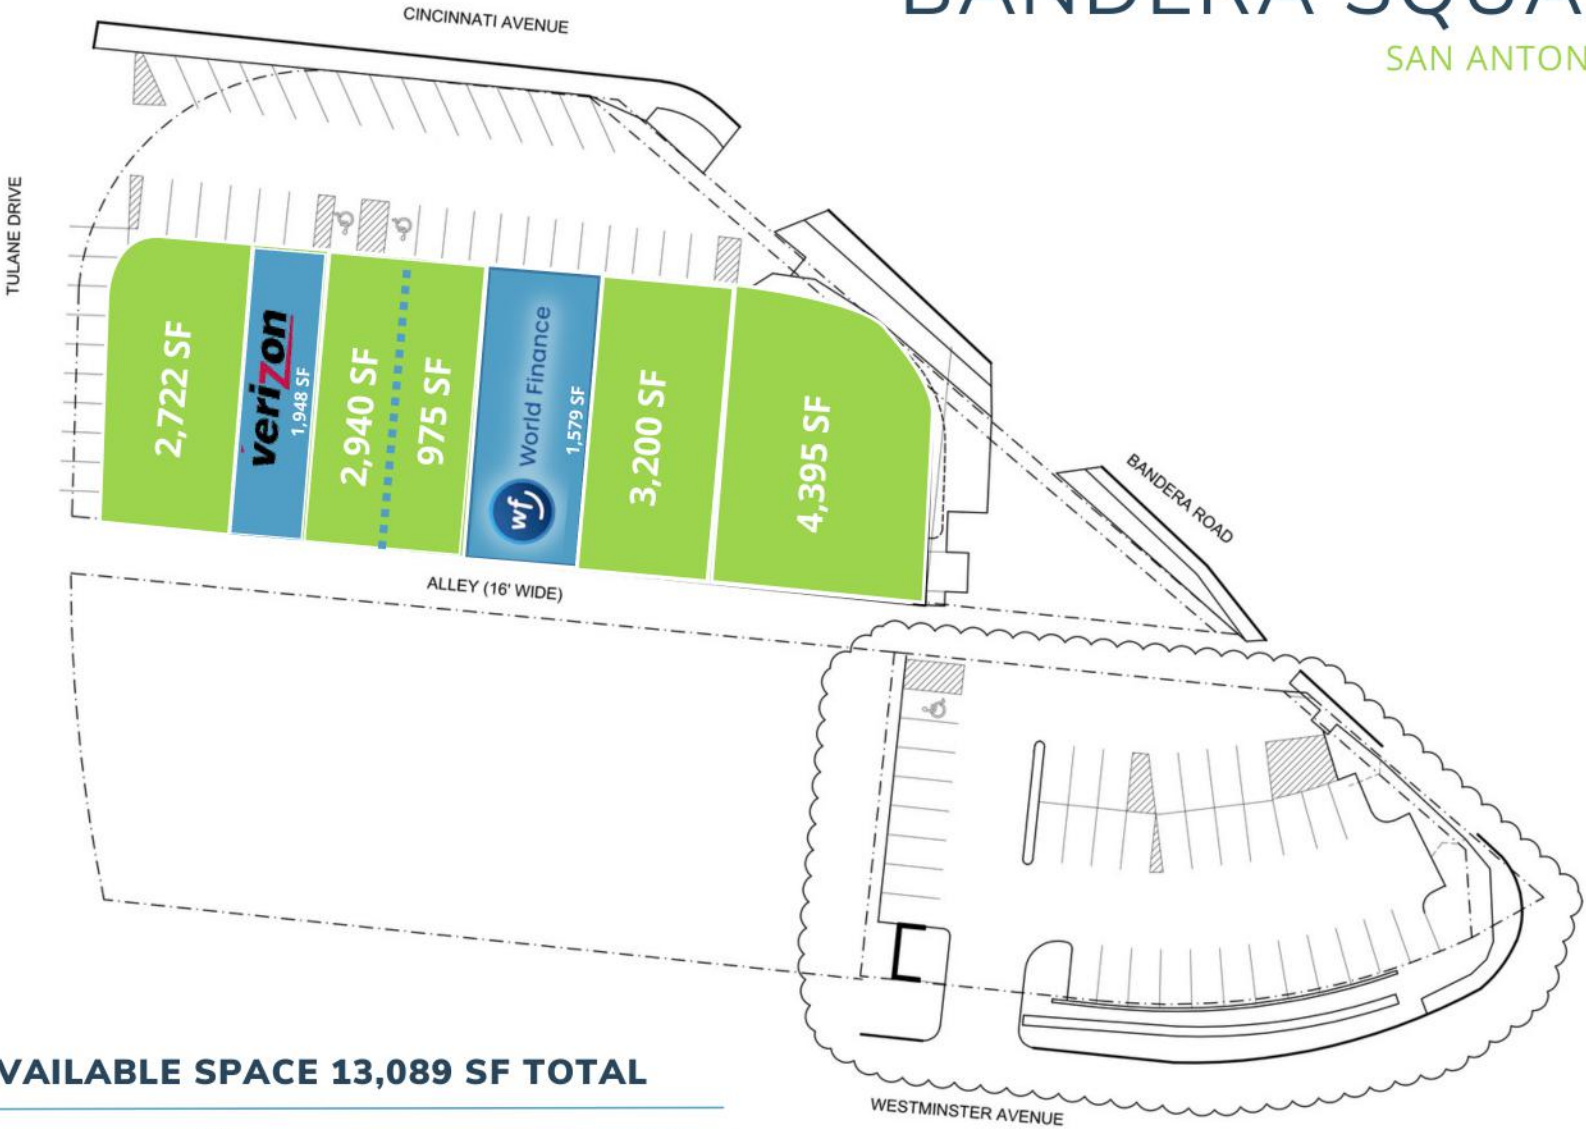 BANDERA SQUA
SAN ANTON
CINCINNATI AVENUE
TULANE DRIVE
2,722 SF
verizon
1,948 SF
2,940 SF
975 SF
wf
World Finance
1,579 SF
3,200 SF
4,395 SF
BANDERA ROAD
ALLEY (16' WIDE)
VAILABLE SPACE 13,089 SF TOTAL
WESTMINSTER AVENUE